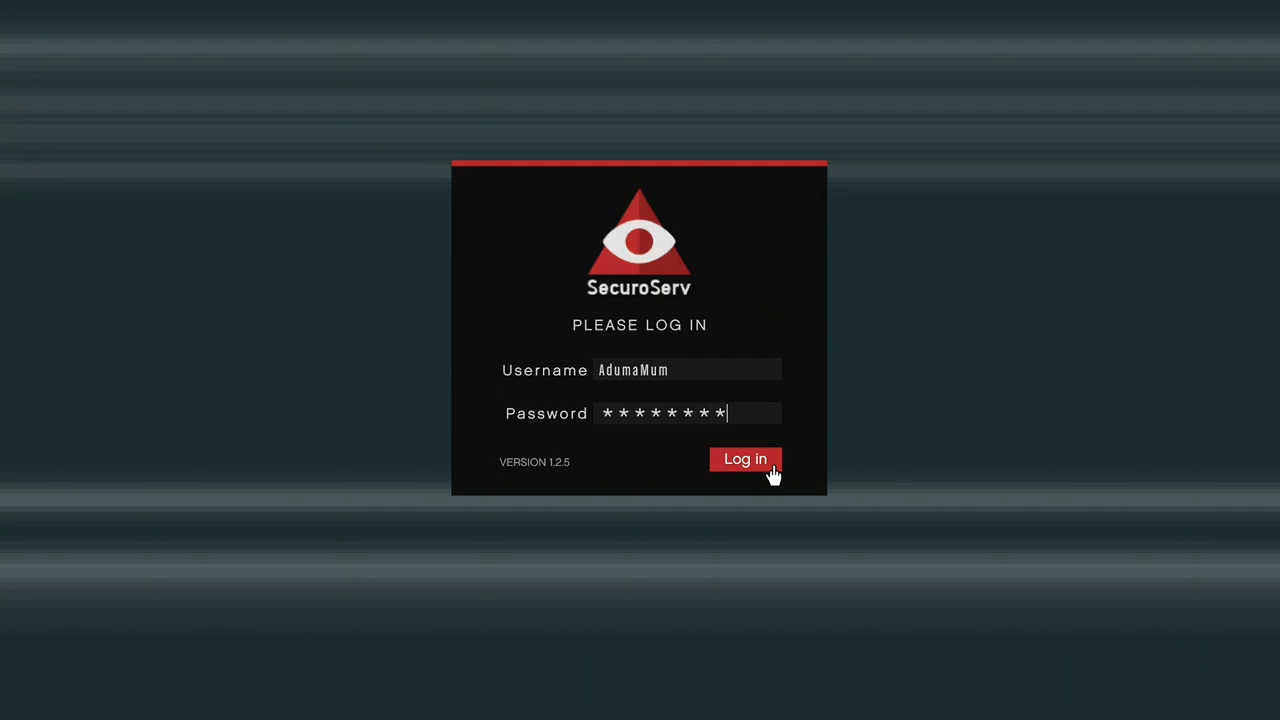 SecuroServ
PLEASE LOG IN
Username AdumaMum
Password ********
VERSION 1.2.5 Log in